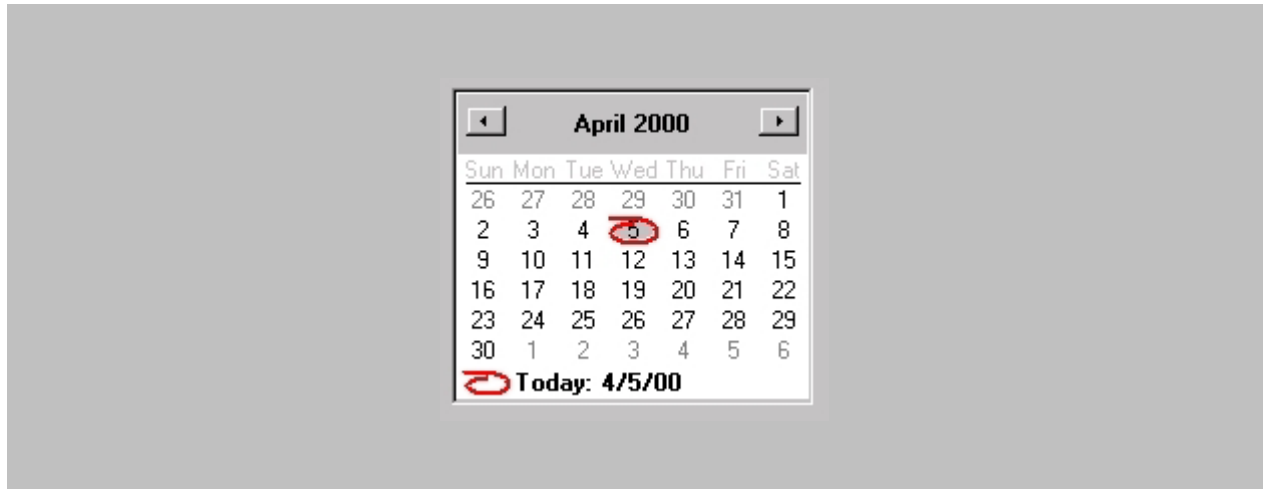 April 2000
Sun Mon Tue Wed Thu Fri Sat
26 27 28 29 30 31 1
2 3 4 5 6 7 8
9 10 11 12 13 14 15
16 17 18 19 20 21 22
23 24 25 26 27 28 29
30 1 2 3 4 5 6
Today: 4/5/00